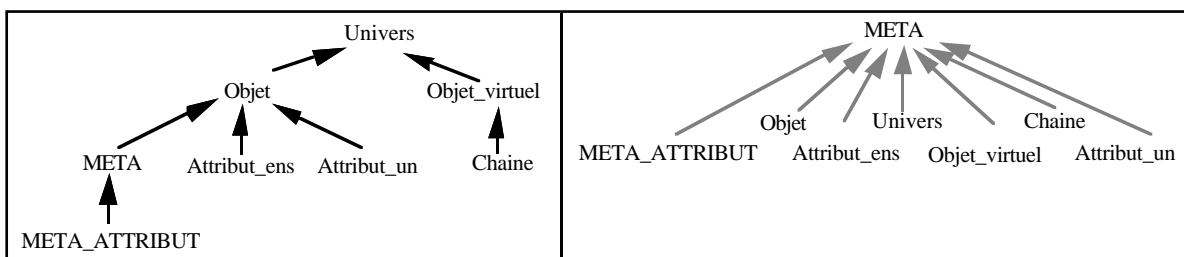 Univers
Objet Objet_virtuel
META Attribut_ens Attribut_un Chaine
META_ATTRIBUT
META
Objet Univers Chaine
META_ATTRIBUT Attribut_ens Objet_virtuel Attribut_un